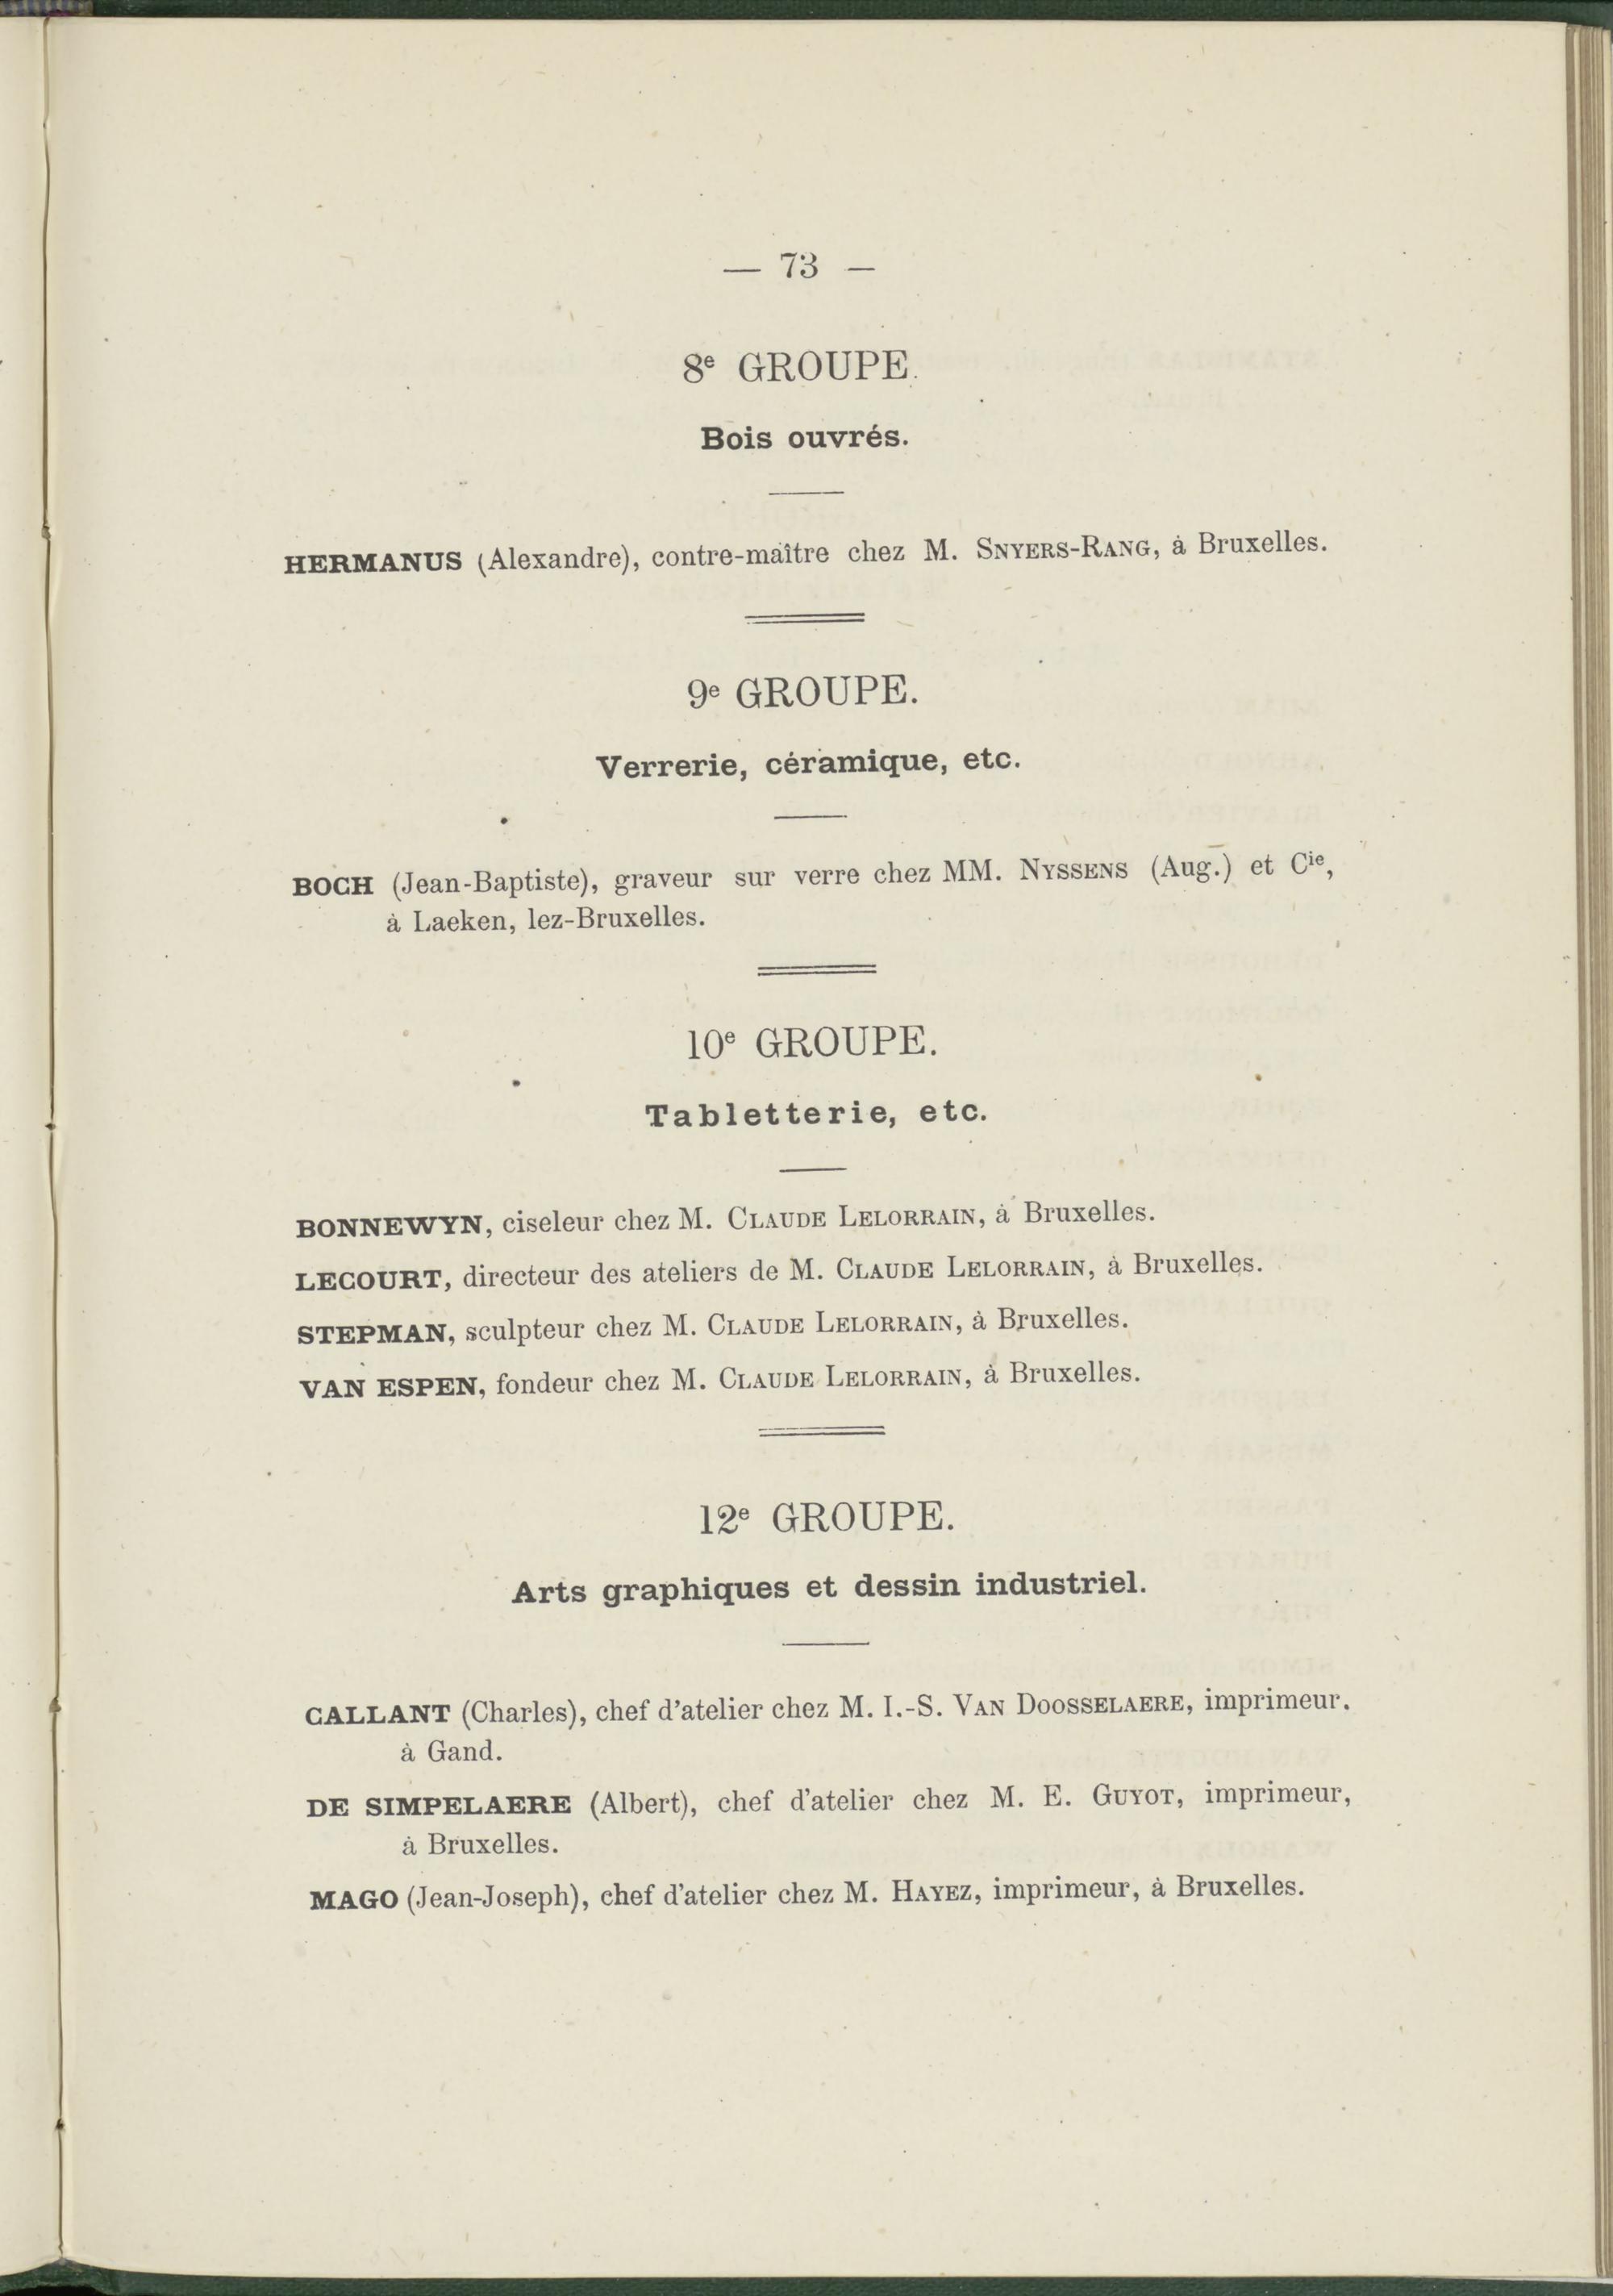 — 73 —
8e GROUPE.
Bois ouvrés.
HERMANUS (Alexandre), contre-maître chez M. SNYERS-RANG, à Bruxelles.
9e GROUPE.
Verrerie, céramique, etc.
BOCH (Jean-Baptiste), graveur sur verre chez MM. NYSSENS (Aug.) et Cie,
à Laeken, lez-Bruxelles.
10e GROUPE.
Tabletterie, etc.
BONNEWYN, ciseleur chez M. CLAUDE LELORRAIN, à Bruxelles.
LECOURT, directeur des ateliers de M. CLAUDE LELORRAIN, à Bruxelles.
STEPMAN, sculpteur chez M. CLAUDE LELORRAIN, à Bruxelles.
VAN ESPEN, fondeur chez M. CLAUDE LELORRAIN, à Bruxelles.
12e GROUPE.
Arts graphiques et dessin industriel.
CALLANT (Charles), chef d'atelier chez M. I.-S. VAN DOOSSELAERE, imprimeur.
à Gand.
DE SIMPELAERE (Albert), chef d'atelier chez M. E. GUYOT, imprimeur,
à Bruxelles.
MAGO (Jean-Joseph), chef d'atelier chez M. HAYEZ, imprimeur, à Bruxelles.